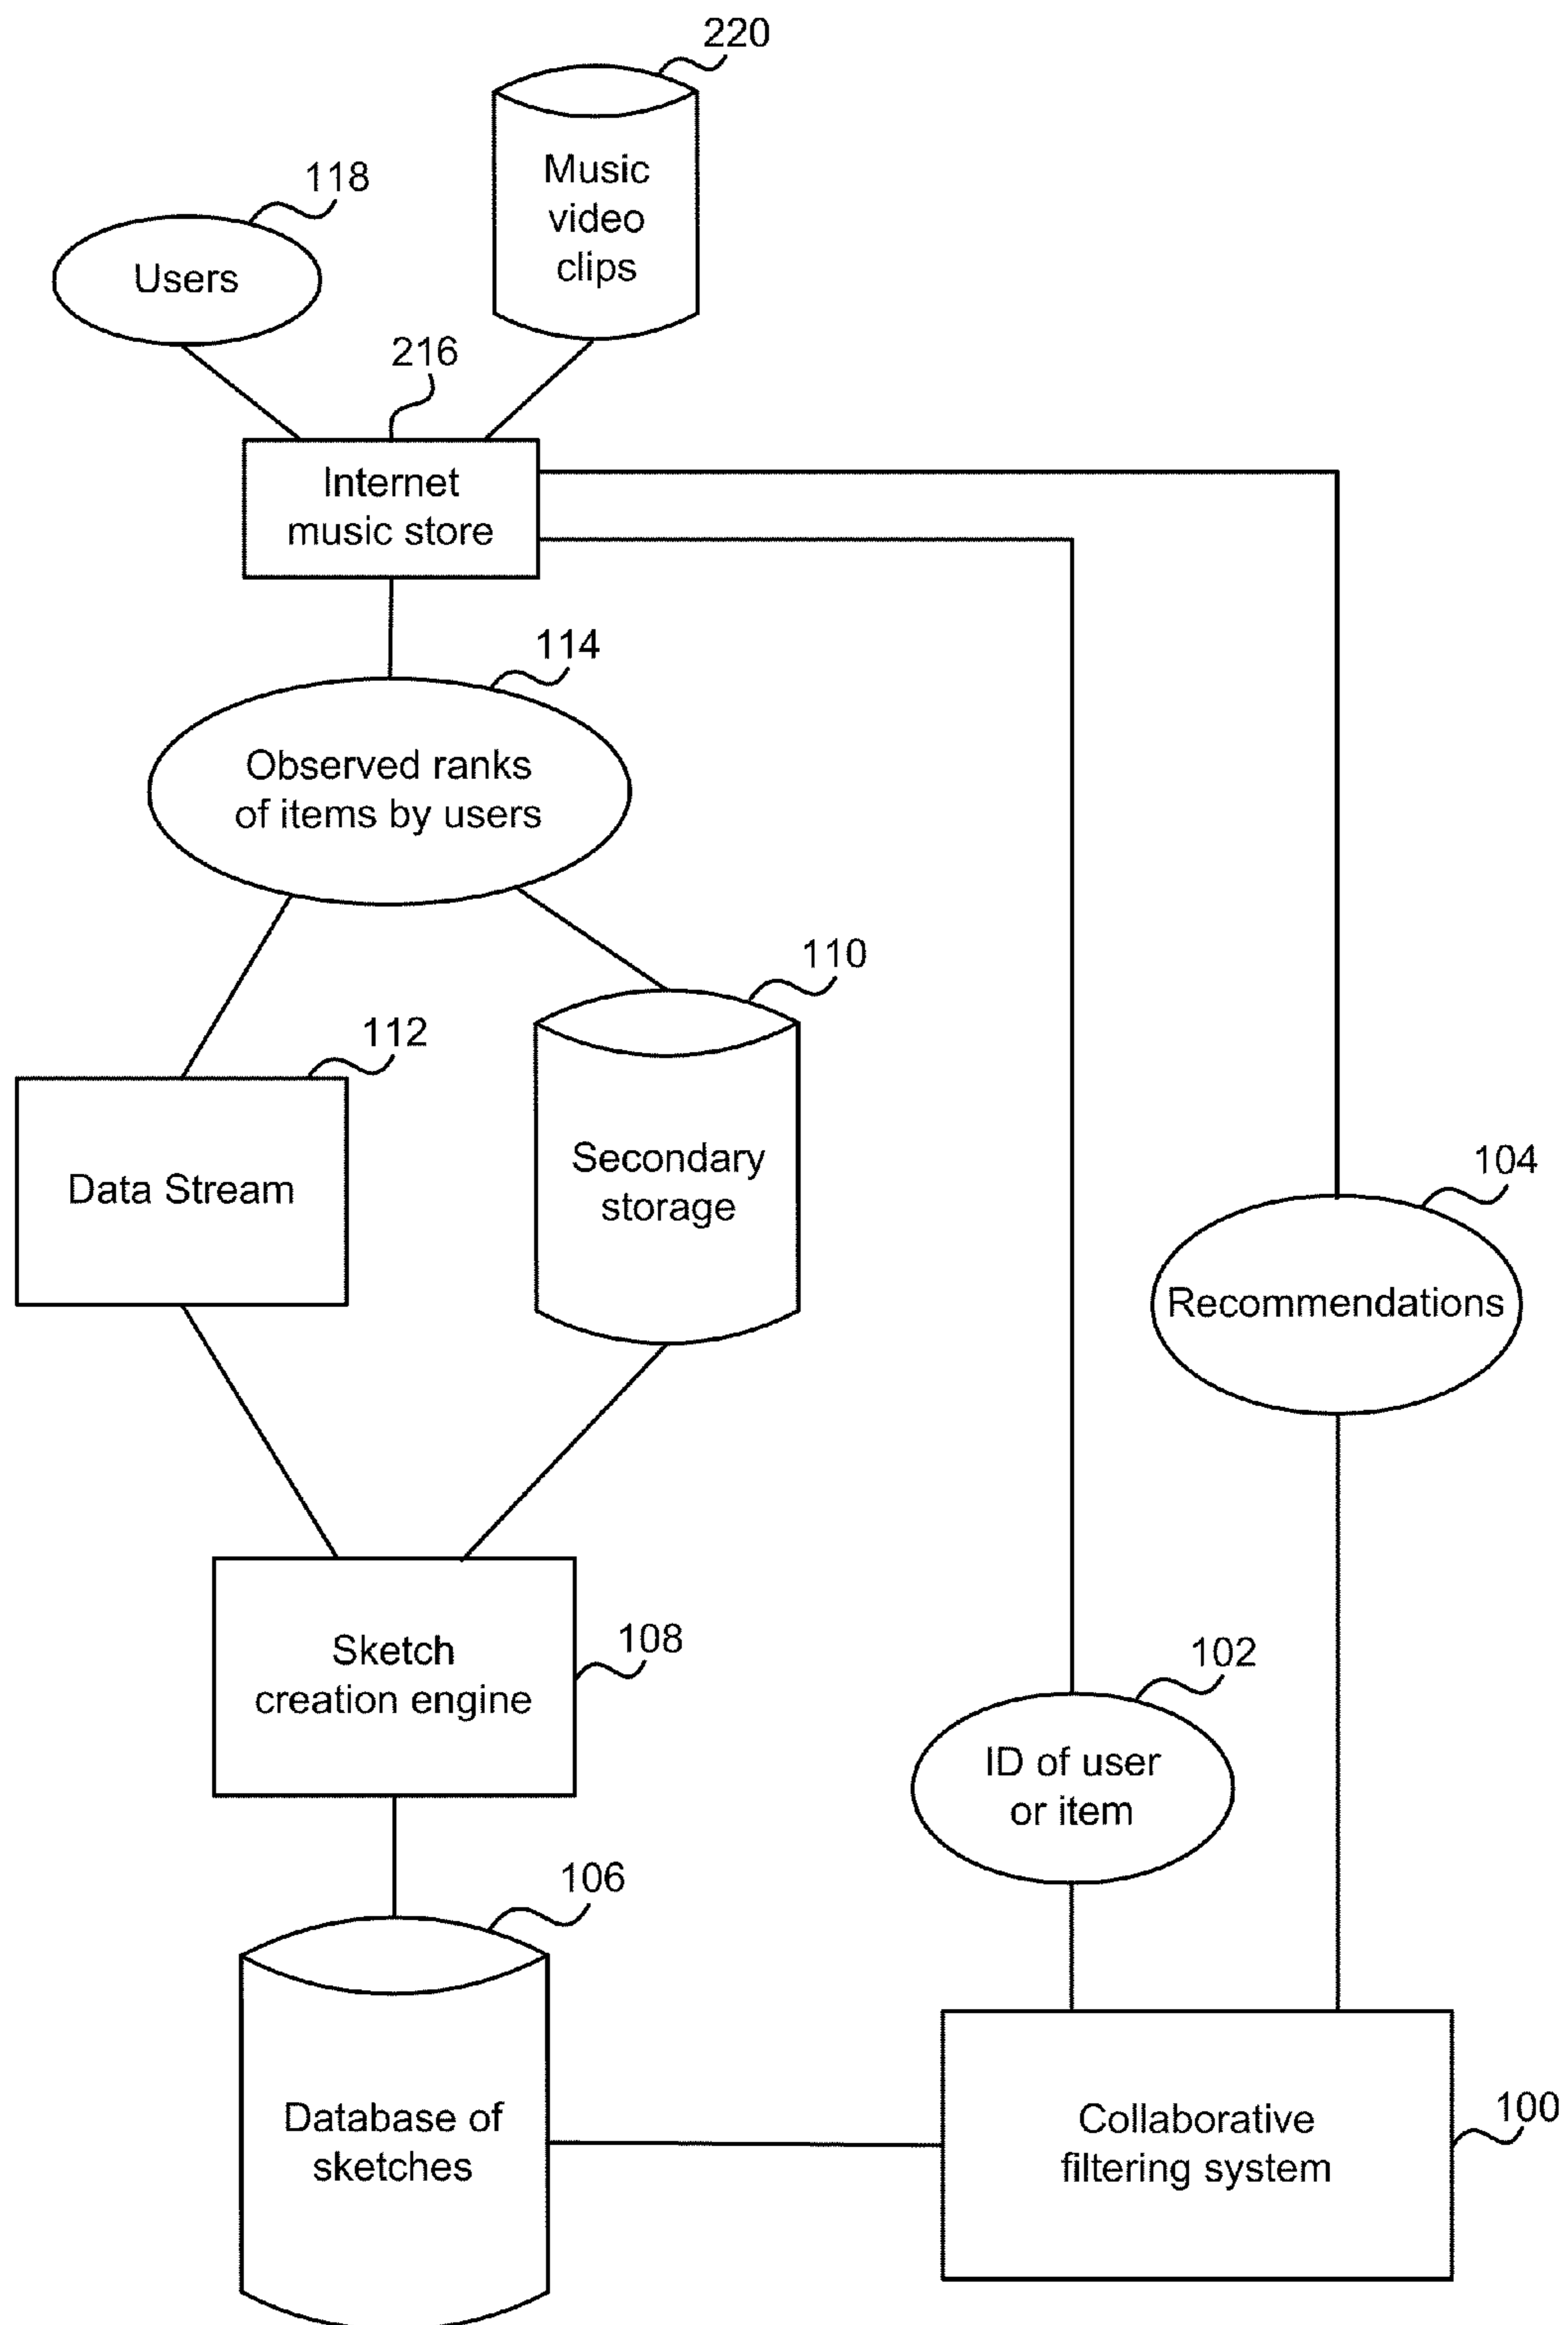 220
Music
video
clips
118
Users
216
Internet
music store
114
Observed ranks
of items by users
110
Secondary
storage
112
Data Stream
104
Recommendations
Sketch
creation engine
108
102
ID of user
or item
106
Database of
sketches
Collaborative
filtering system
100